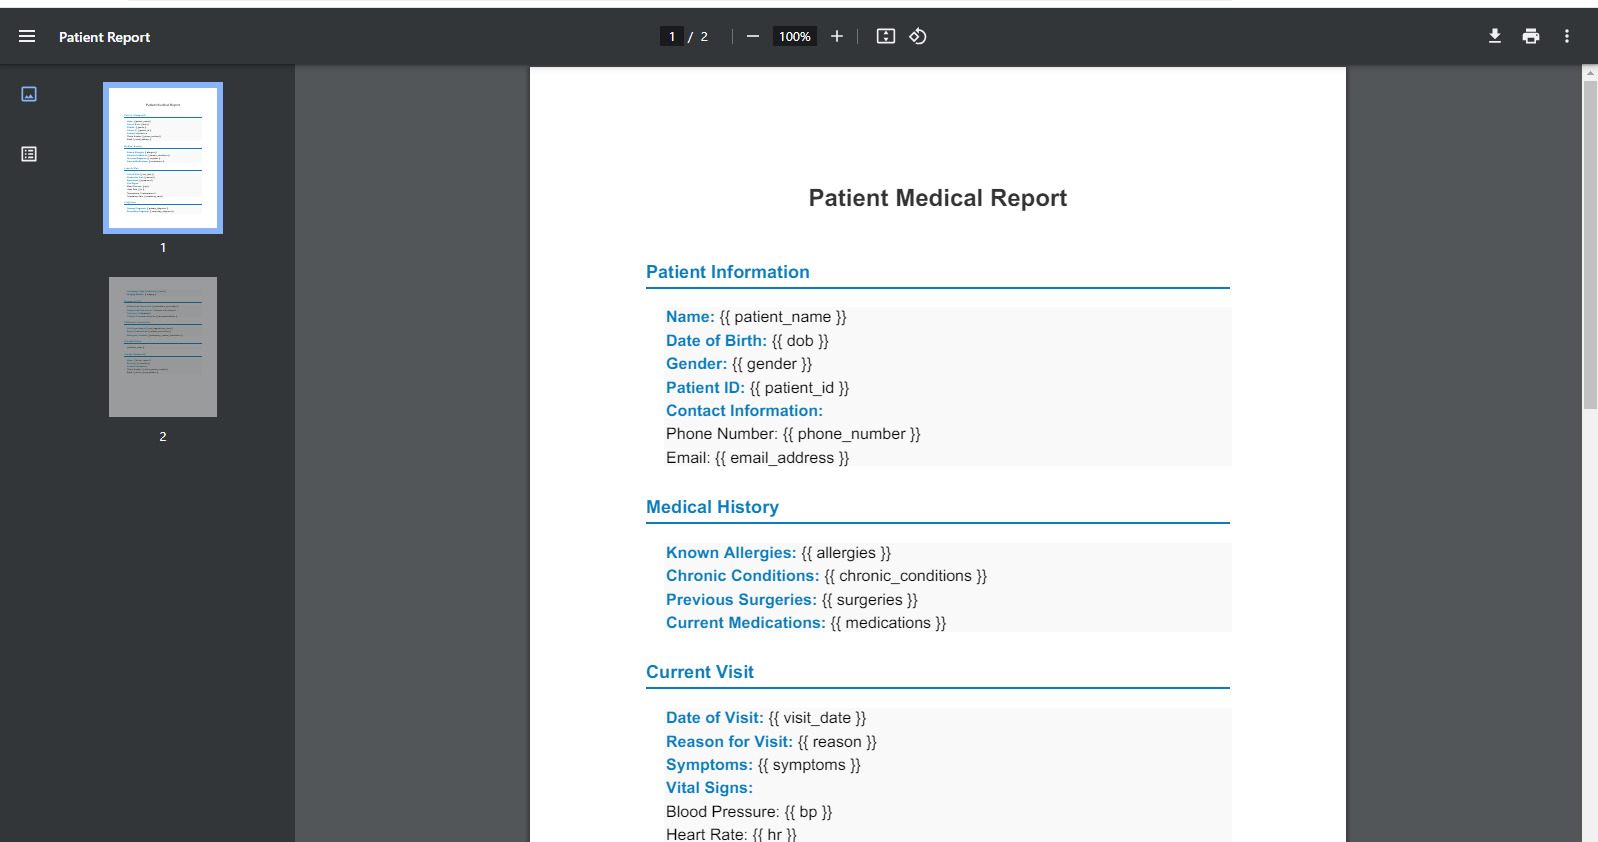 Patient Report
1 / 2
100%
1
2
Patient Medical Report
Patient Information
Name: {{ patient_name }}
Date of Birth: {{ dob }}
Gender: {{ gender }}
Patient ID: {{ patient_id }}
Contact Information:
Phone Number: {{ phone_number }}
Email: {{ email_address }}
Medical History
Known Allergies: {{ allergies }}
Chronic Conditions: {{ chronic_conditions }}
Previous Surgeries: {{ surgeries }}
Current Medications: {{ medications }}
Current Visit
Date of Visit: {{ visit_date }}
Reason for Visit: {{ reason }}
Symptoms: {{ symptoms }}
Vital Signs:
Blood Pressure: {{ bp }}
Heart Rate: {{ hr }}